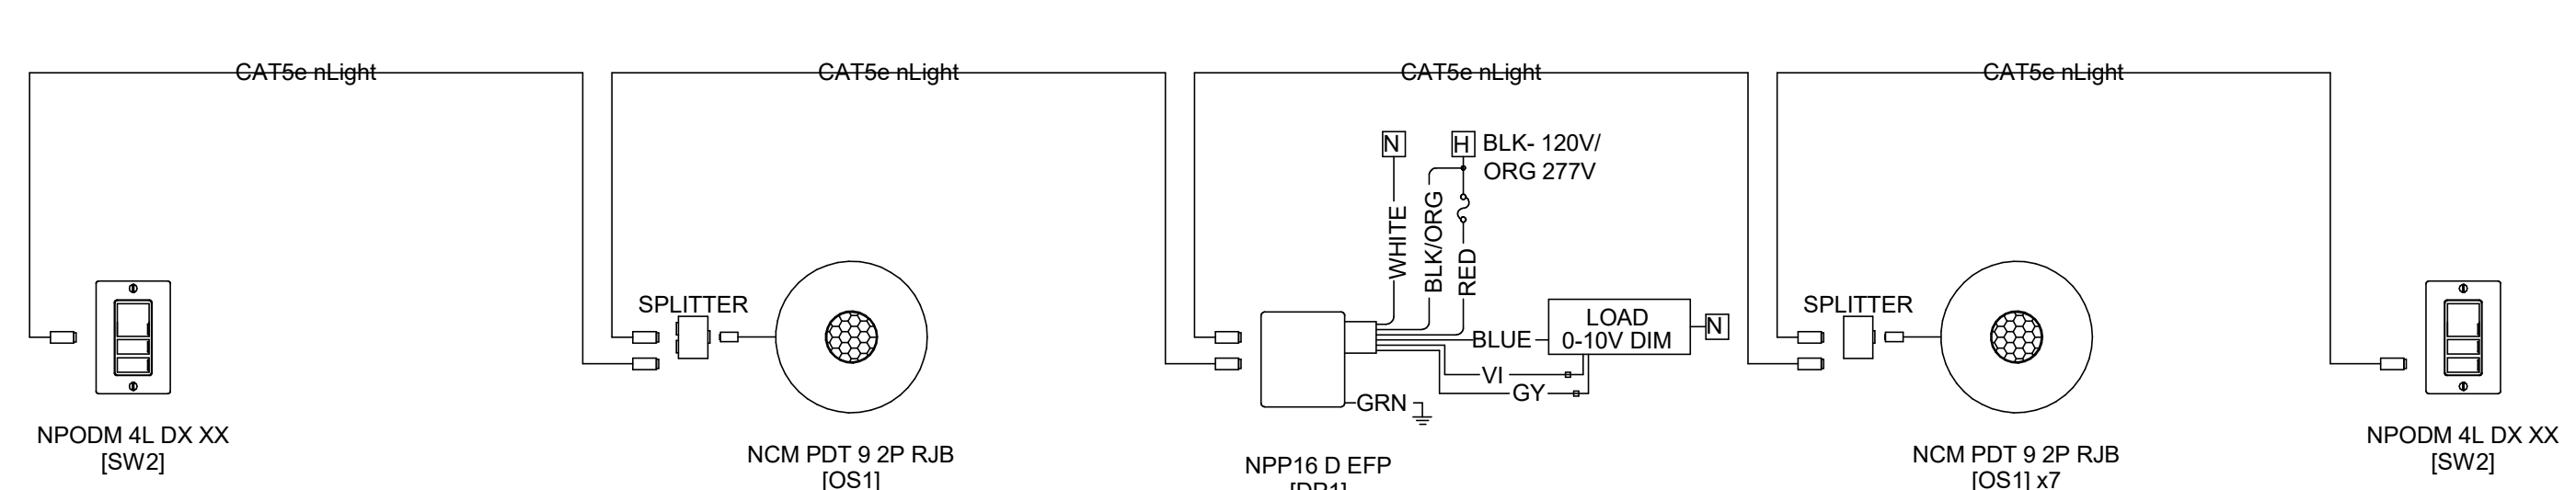 CAT5e nLight
CAT5e nLight
CAT5e nLight
CAT5e nLight
N
H
BLK- 120V/
ORG 277V
WHITE
BLK/ORG
RED
SPLITTER
LOAD
0-10V DIM
N
BLUE
VI
GY
GRN
SPLITTER
NPODM 4L DX XX
[SW2]
NCM PDT 9 2P RJB
[OS1]
NPP16 D EFP
[DP1]
NCM PDT 9 2P RJB
[OS1] x7
NPODM 4L DX XX
[SW2]